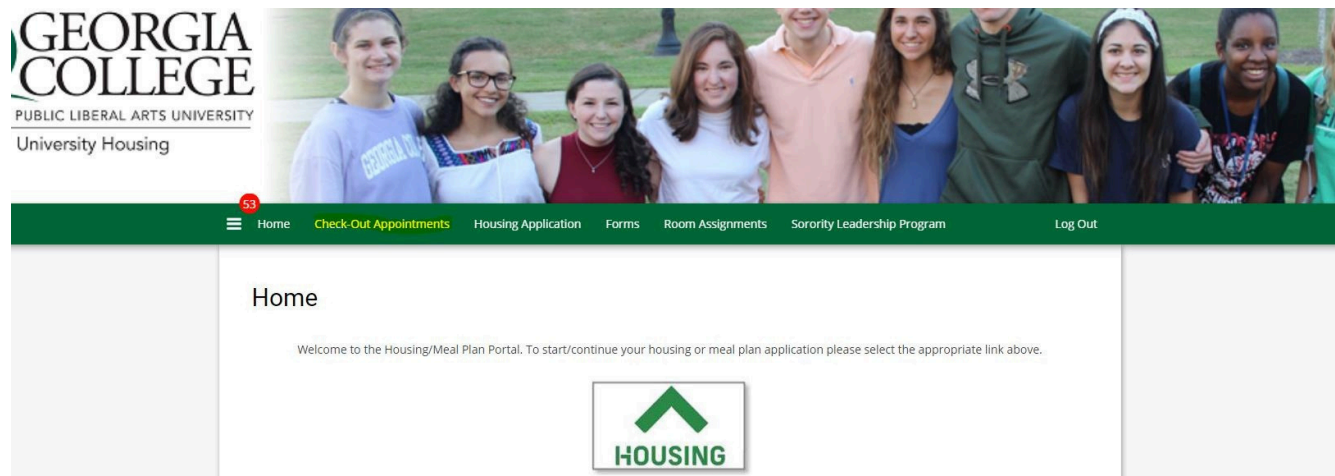 GEORGIA
COLLEGE
PUBLIC LIBERAL ARTS UNIVERSITY
University Housing
53
Home Check-Out Appointments Housing Application Forms Room Assignments Sorority Leadership Program Log Out
Home
Welcome to the Housing/Meal Plan Portal. To start/continue your housing or meal plan application please select the appropriate link above.
HOUSING